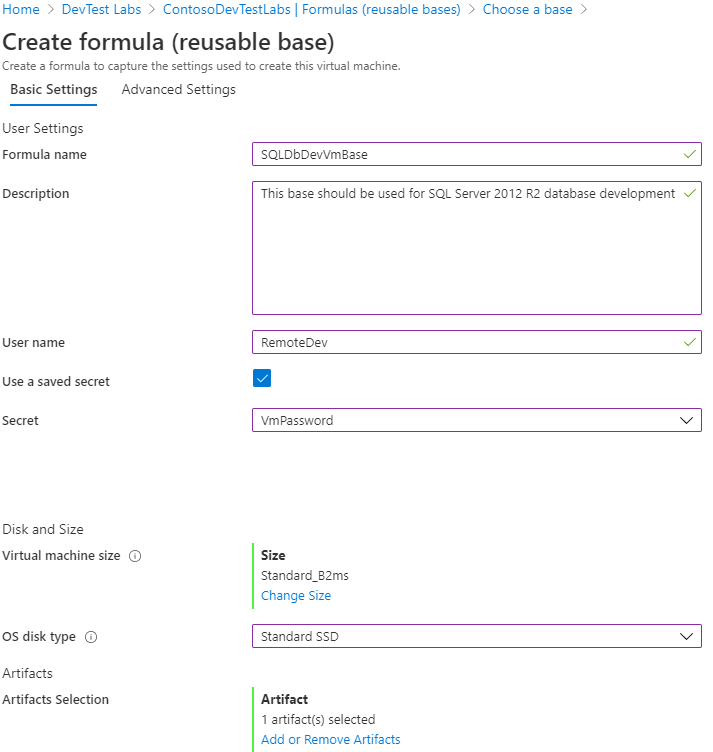 Home > DevTest Labs > ContosoDevTestLabs | Formulas (reusable bases) > Choose a base >
Create formula (reusable base)
Create a formula to capture the settings used to create this virtual machine.
Basic Settings Advanced Settings
User Settings
Formula name SQLDbDevVmBase
Description This base should be used for SQL Server 2012 R2 database development
User name RemoteDev
Use a saved secret
Secret VmPassword
Disk and Size
Virtual machine size Size
Standard_B2ms
Change Size
OS disk type Standard SSD
Artifacts
Artifacts Selection Artifact
1 artifact(s) selected
Add or Remove Artifacts